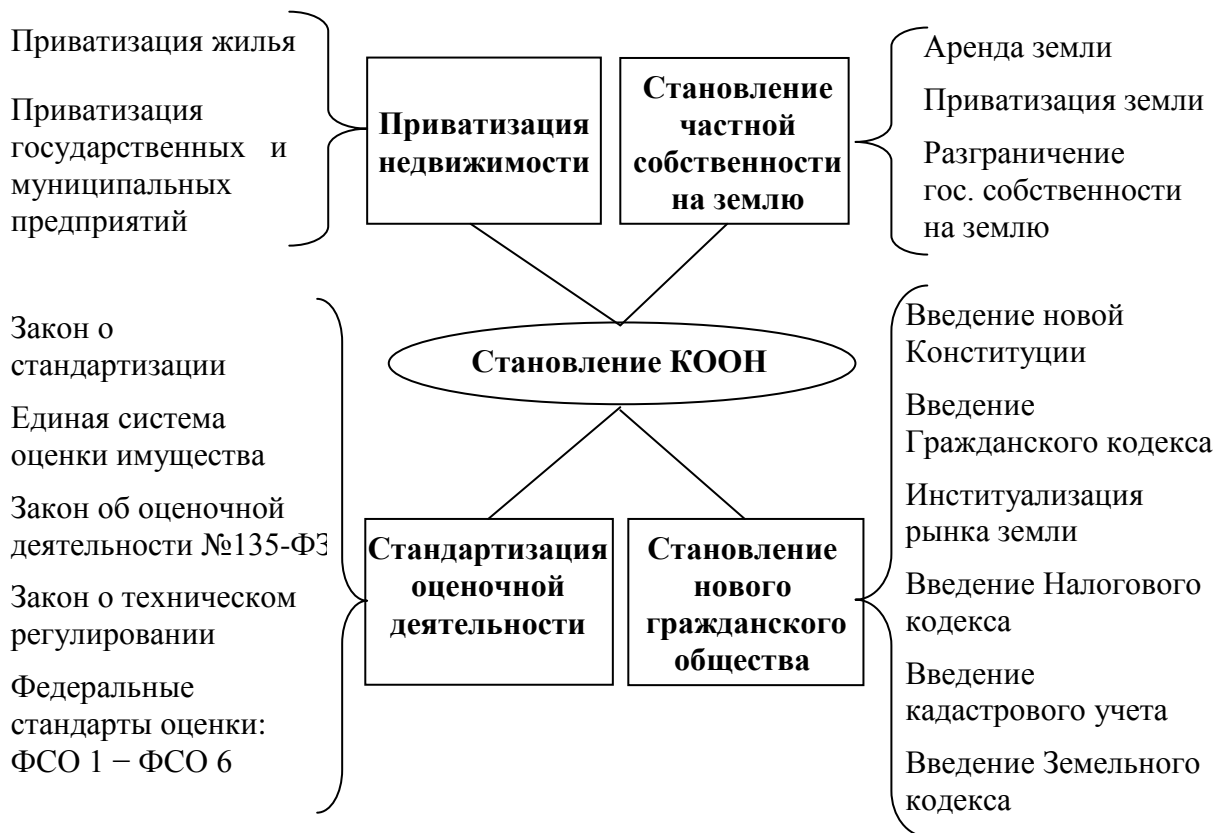 Приватизация жилья
Приватизация
государственных и
муниципальных
предприятий
Приватизация
недвижимости
Становление
частной
собственности
на землю
Аренда земли
Приватизация земли
Разграничение
гос. собственности
на землю
Становление КООН
Закон о
стандартизации
Единая система
оценки имущества
Закон об оценочной
деятельности №135-ФЗ
Закон о техническом
регулировании
Федеральные
стандарты оценки:
ФСО 1 − ФСО 6
Стандартизация
оценочной
деятельности
Становление
нового
гражданского
общества
Введение новой
Конституции
Введение
Гражданского кодекса
Институализация
рынка земли
Введение Налогового
кодекса
Введение
кадастрового учета
Введение Земельного
кодекса